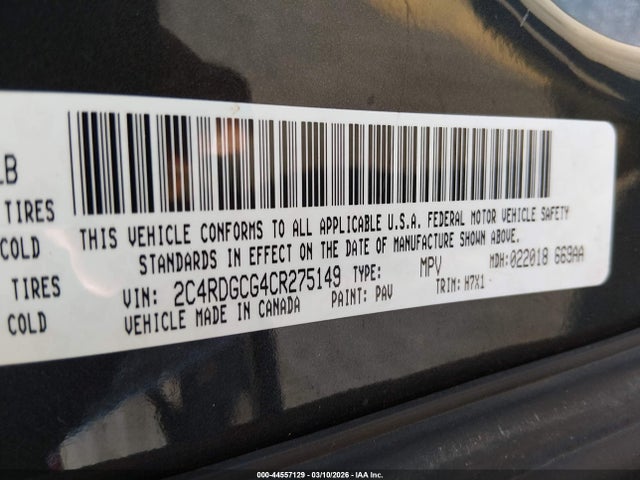 LB
TIRES
COLD
TIRES
COLD
THIS VEHICLE CONFORMS TO ALL APPLICABLE U.S.A. FEDERAL MOTOR VEHICLE SAFETY
STANDARDS IN EFFECT ON THE DATE OF MANUFACTURE SHOWN ABOVE.
VIN: 2C4RDGCG4CR275149 TYPE: MPV MDH:022018 669AA
VEHICLE MADE IN CANADA PAINT: PAV TRIM: H7X1
000-44557129 | 03/10/2026 | IAA Inc.